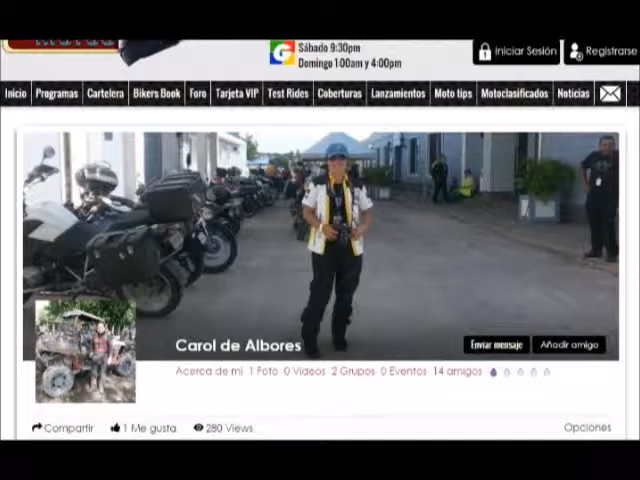 Sábado 9:30pm
Domingo 1:00am y 4:00pm
Iniciar Sesión
Registrarse
Inicio Programas Cartelera Bikers Book Foro Tarjeta VIP Test Rides Coberturas Lanzamientos Moto tips Motoclasificados Noticias
Carol de Albores
Enviar mensaje
Añadir amigo
Acerca de mi 1 Foto 0 Videos 2 Grupos 0 Eventos 14 amigos
Compartir 1 Me gusta 280 Views
Opciones